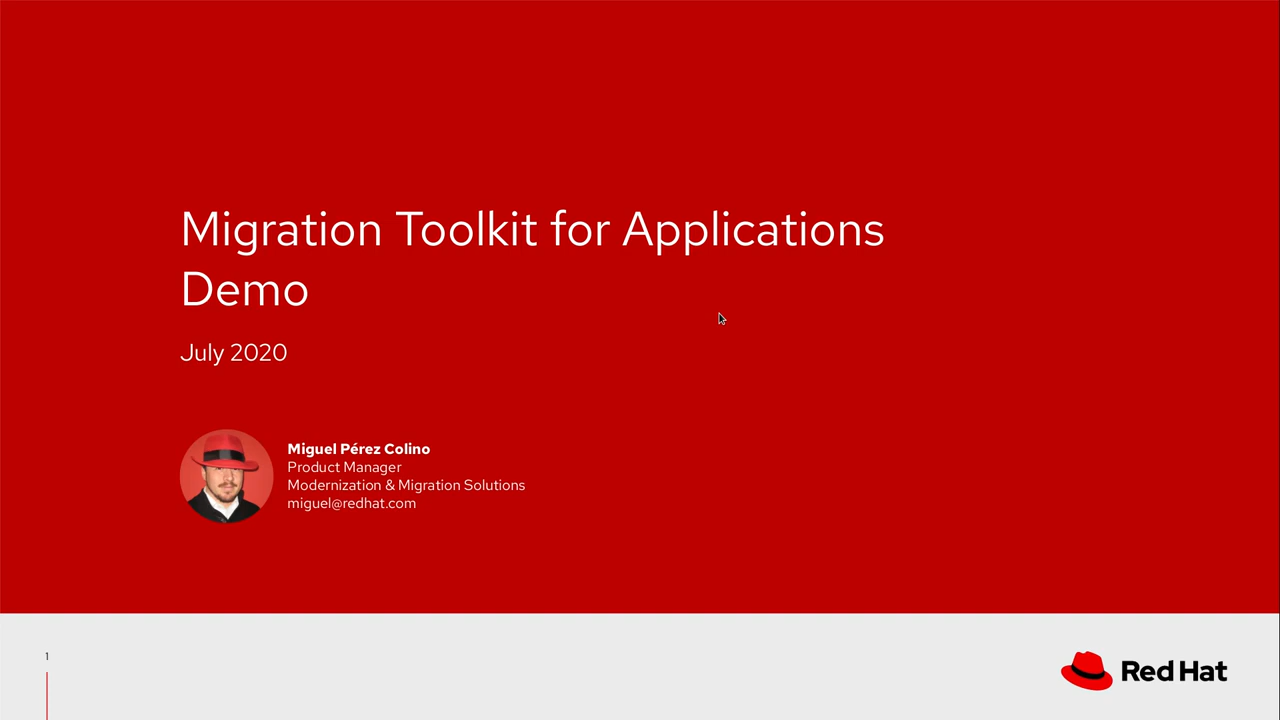 Migration Toolkit for Applications
Demo
July 2020
Miguel Pérez Colino
Product Manager
Modernization & Migration Solutions
miguel@redhat.com
1
Red Hat